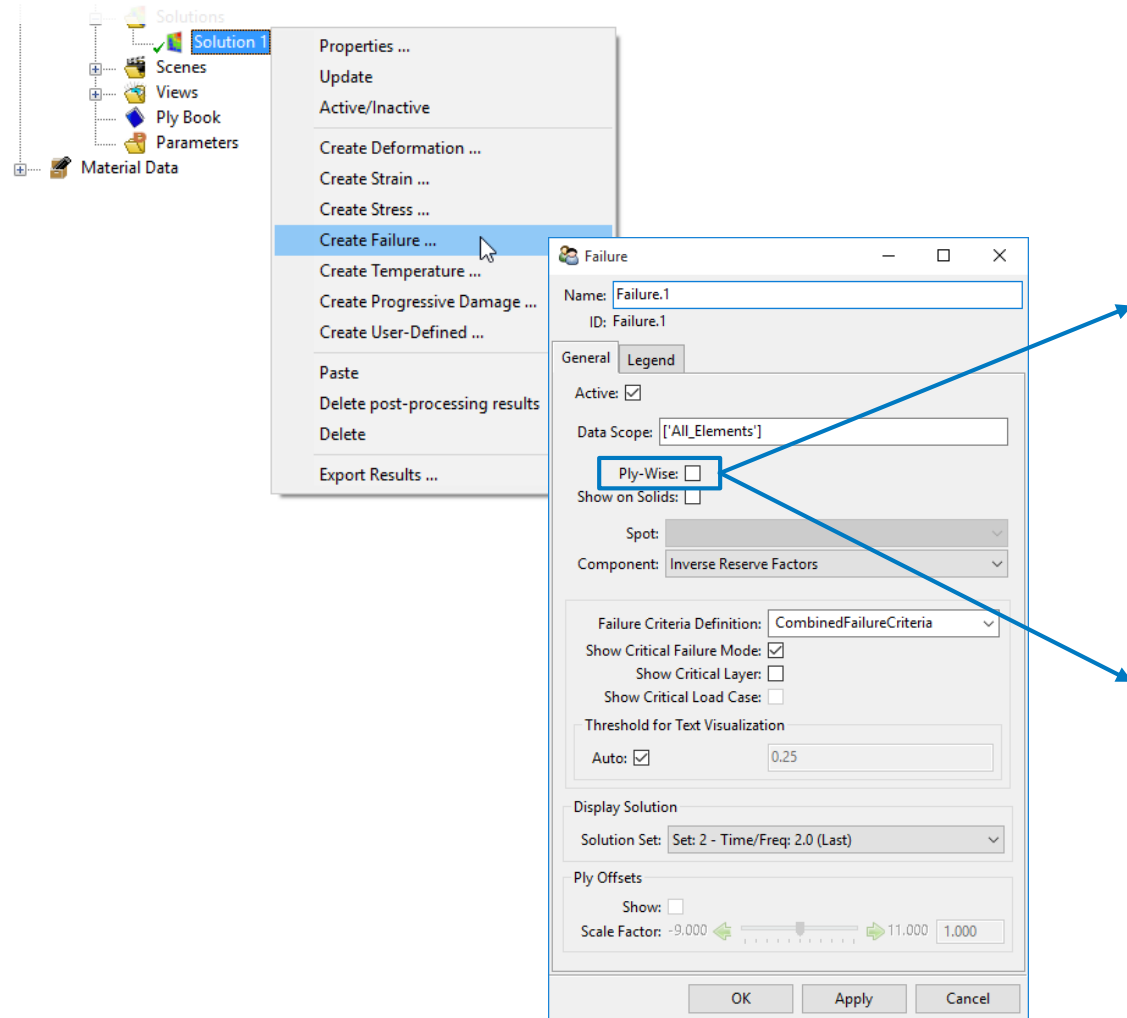 Solutions
Solution 1
Scenes
Views
Ply Book
Parameters
Material Data
Properties ...
Update
Active/Inactive
Create Deformation ...
Create Strain ...
Create Stress ...
Create Failure ...
Create Temperature ...
Create Progressive Damage ...
Create User-Defined ...
Paste
Delete post-processing results
Delete
Export Results ...
Failure
Name: Failure.1
ID: Failure.1
General Legend
Active:
Data Scope: ['All_Elements']
Ply-Wise:
Show on Solids:
Spot:
Component: Inverse Reserve Factors
Failure Criteria Definition: CombinedFailureCriteria
Show Critical Failure Mode:
Show Critical Layer:
Show Critical Load Case:
Threshold for Text Visualization
Auto: 0.25
Display Solution
Solution Set: Set: 2 - Time/Freq: 2.0 (Last)
Ply Offsets
Show:
Scale Factor: -9.000 11.000 1.000
OK Apply Cancel